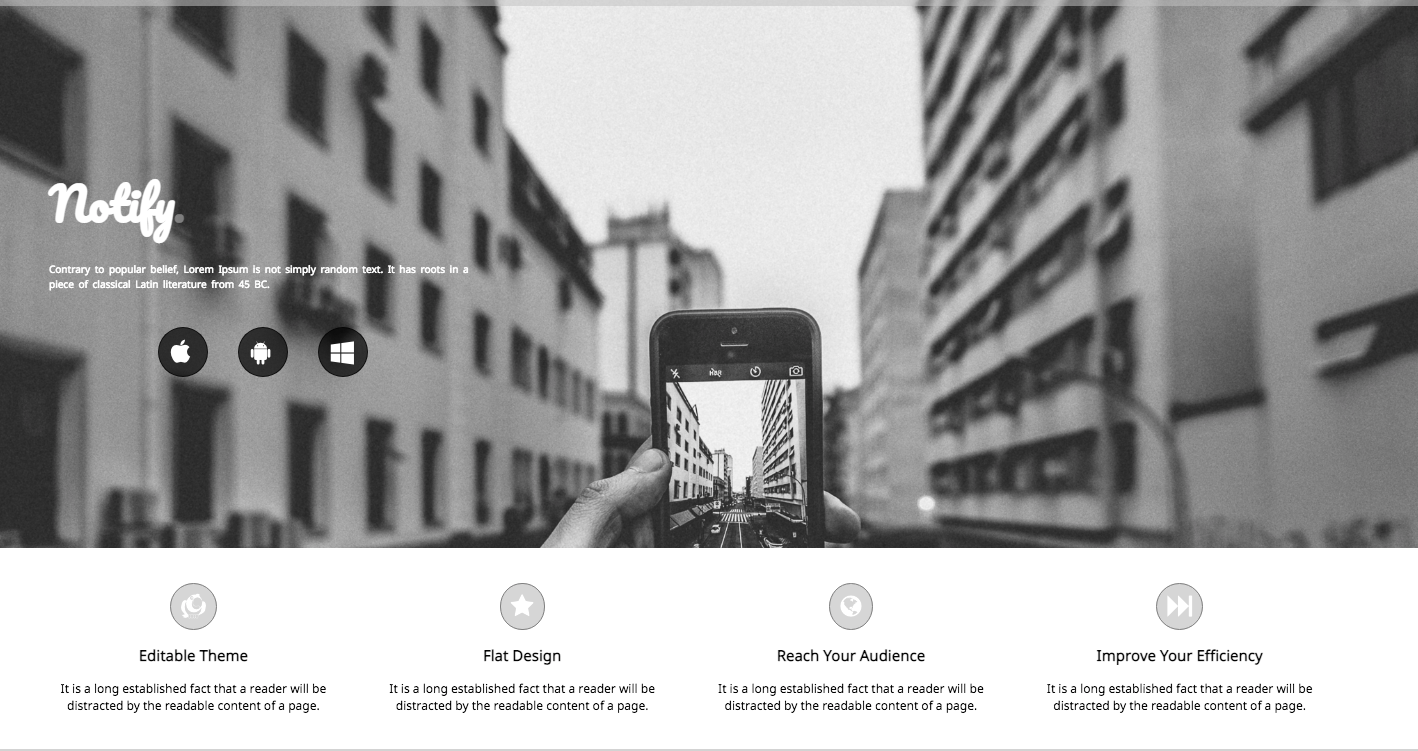 Notify.
Contrary to popular belief, Lorem Ipsum is not simply random text. It has roots in a
piece of classical Latin literature from 45 BC.
Editable Theme
Flat Design
Reach Your Audience
Improve Your Efficiency
It is a long established fact that a reader will be
distracted by the readable content of a page.
It is a long established fact that a reader will be
distracted by the readable content of a page.
It is a long established fact that a reader will be
distracted by the readable content of a page.
It is a long established fact that a reader will be
distracted by the readable content of a page.